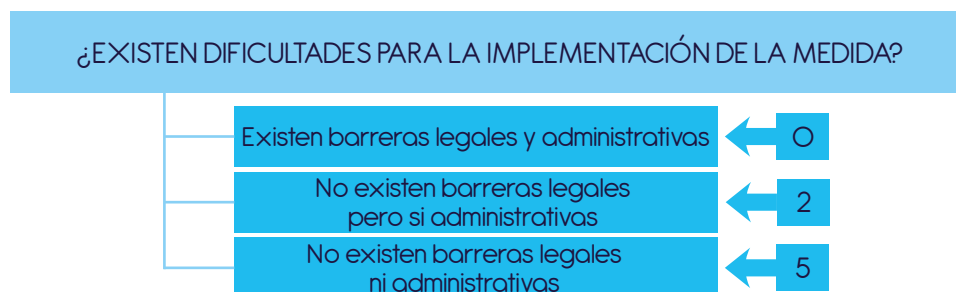 ¿EXISTEN DIFICULTADES PARA LA IMPLEMENTACIÓN DE LA MEDIDA?
Existen barreras legales y administrativas
0
No existen barreras legales
pero si administrativas
2
No existen barreras legales
ni administrativas
5